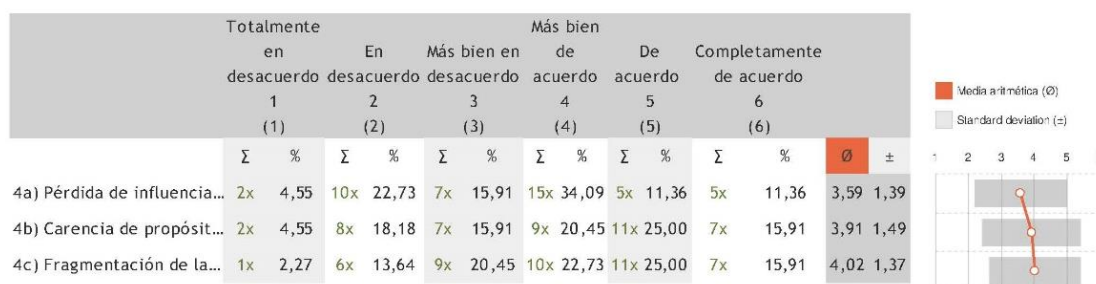 Totalmente Más bien
en En Más bien en de De Completamente
desacuerdo desacuerdo desacuerdo acuerdo acuerdo de acuerdo
1 2 3 4 5 6
(1) (2) (3) (4) (5) (6)
Σ % Σ % Σ % Σ % Σ % Σ % Ø ±
4a) Pérdida de influencia... 2x 4,55 10x 22,73 7x 15,91 15x 34,09 5x 11,36 5x 11,36 3,59 1,39
4b) Carencia de propósit... 2x 4,55 8x 18,18 7x 15,91 9x 20,45 11x 25,00 7x 15,91 3,91 1,49
4c) Fragmentación de la... 1x 2,27 6x 13,64 9x 20,45 10x 22,73 11x 25,00 7x 15,91 4,02 1,37
Media aritmética (Ø)
Standard deviation (±)
1 2 3 4 5